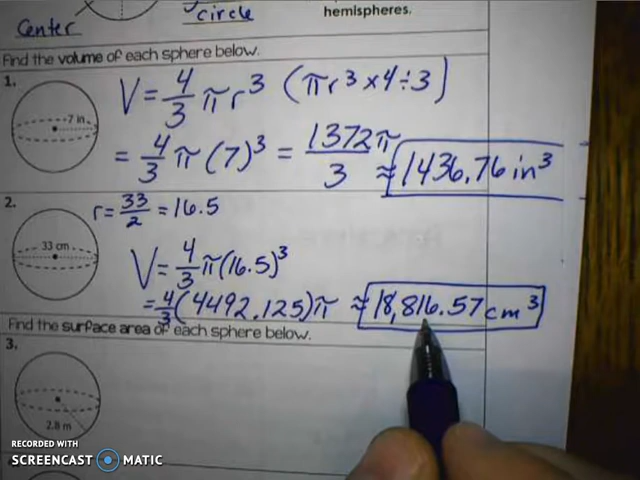 Center
circle
hemispheres.
Find the volume of each sphere below.
1.
7 in
V = 4/3 πr³ (πr³ × 4 ÷ 3)
= 4/3 π(7)³ = 1372π/3 ≈ 1436.76 in³
2.
33 cm
r = 33/2 = 16.5
V = 4/3 π(16.5)³
= 4/3 (4492.125)π ≈ 18,816.57 cm³
Find the surface area of each sphere below.
3.
2.8 m
RECORDED WITH
SCREENCAST MATIC